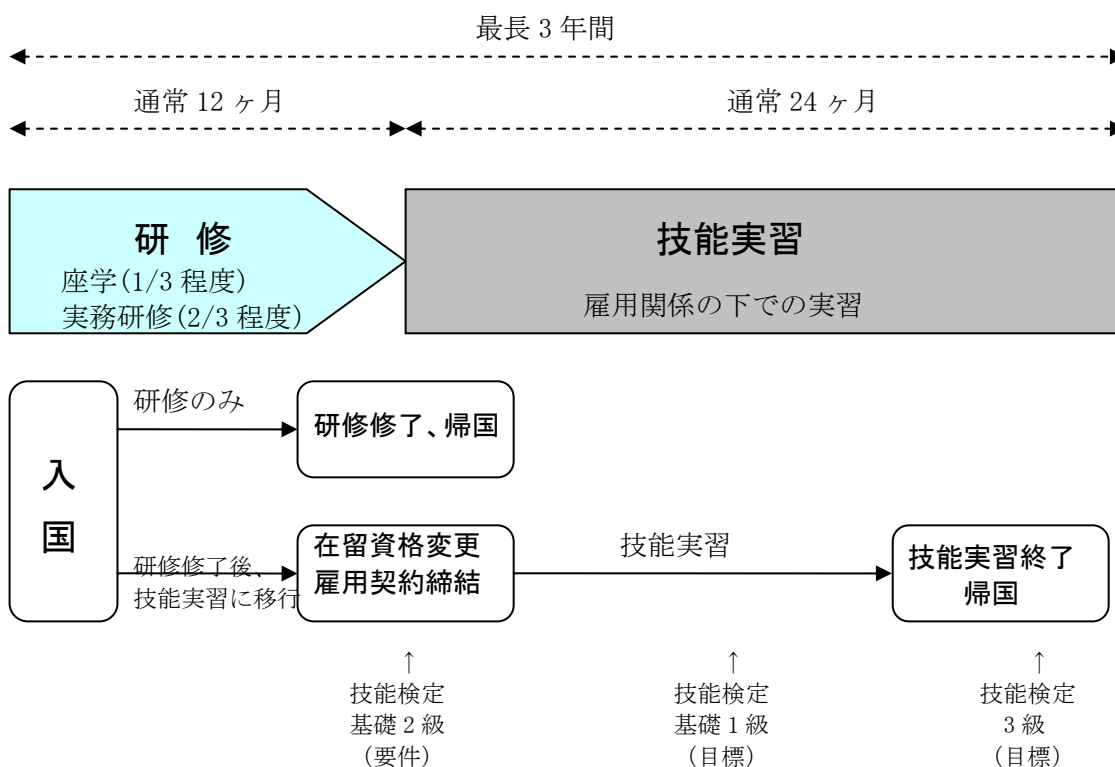 最長 3 年間
通常 12 ヶ月
通常 24 ヶ月
研 修
座学(1/3 程度)
実務研修(2/3 程度)
技能実習
雇用関係の下での実習
入
国
研修のみ
研修修了、帰国
研修修了後、
技能実習に移行
在留資格変更
雇用契約締結
技能実習
技能実習終了
帰国
↑
技能検定
基礎 2 級
(要件)
↑
技能検定
基礎 1 級
(目標)
↑
技能検定
3 級
(目標)